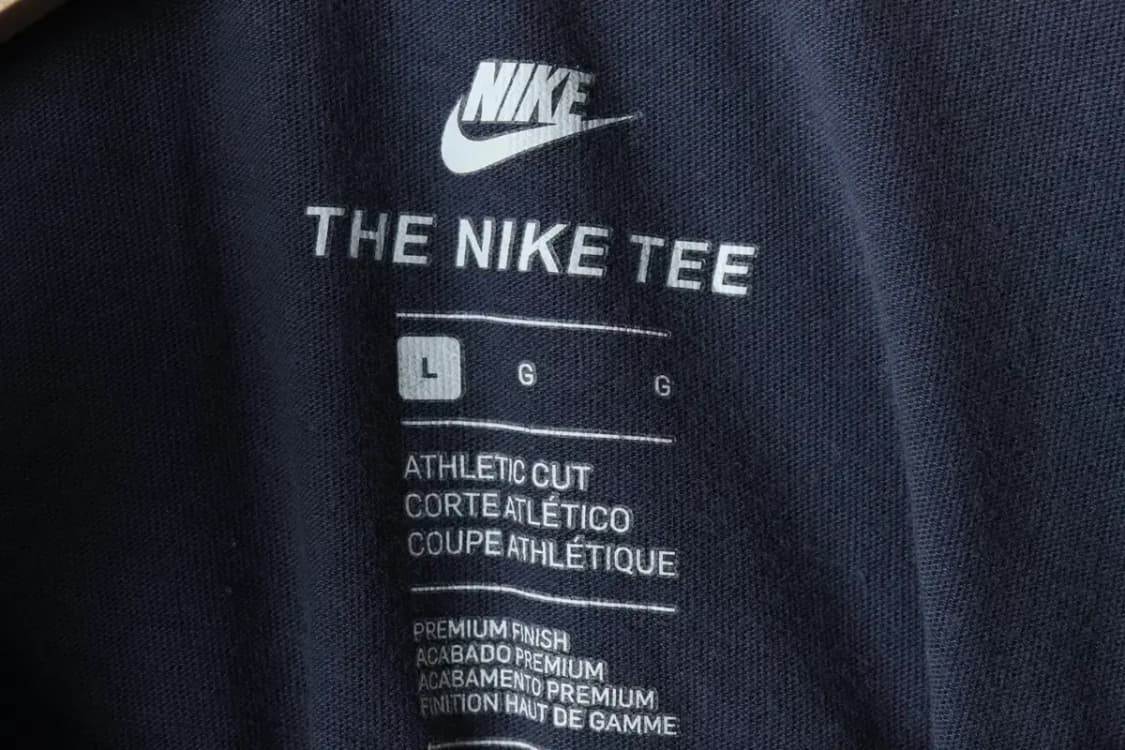 NIKE
THE NIKE TEE
L G G
ATHLETIC CUT
CORTE ATLÉTICO
COUPE ATHLÉTIQUE
PREMIUM FINISH
ACABADO PREMIUM
ACABAMENTO PREMIUM
FINITION HAUT DE GAMME